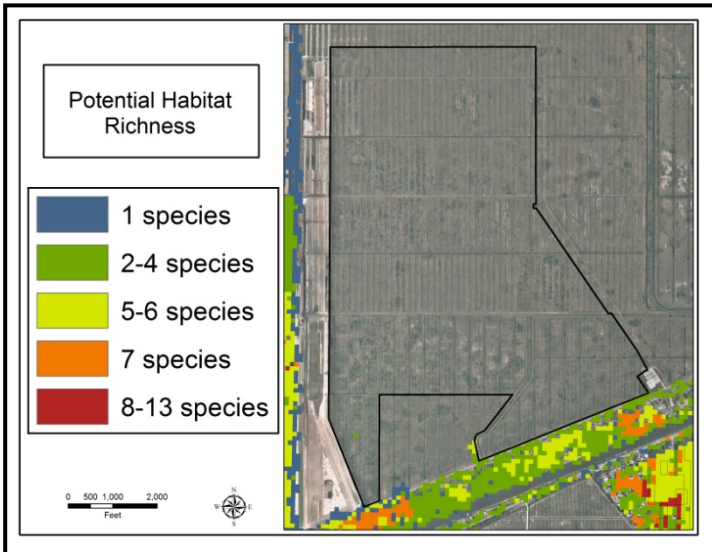 Potential Habitat
Richness
1 species
2-4 species
5-6 species
7 species
8-13 species
0 500 1,000 2,000
Feet
N
W E
S